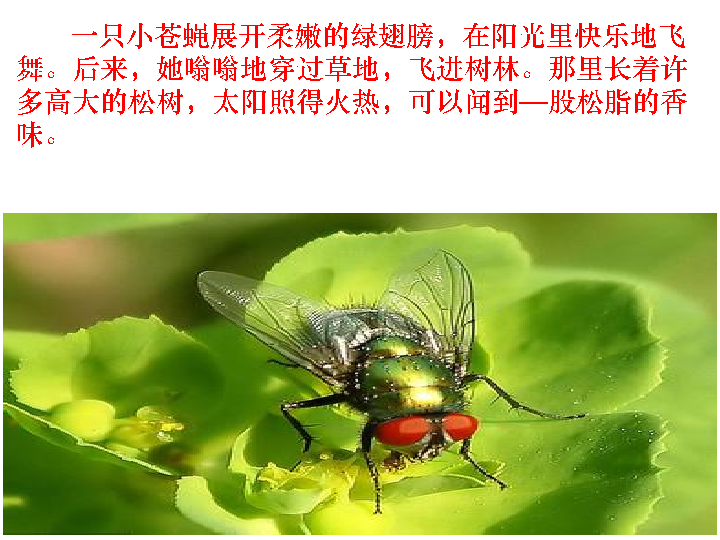 一只小苍蝇展开柔嫩的绿翅膀，在阳光里快乐地飞
舞。后来，她嗡嗡地穿过草地，飞进树林。那里长着许
多高大的松树，太阳照得火热，可以闻到—股松脂的香
味。